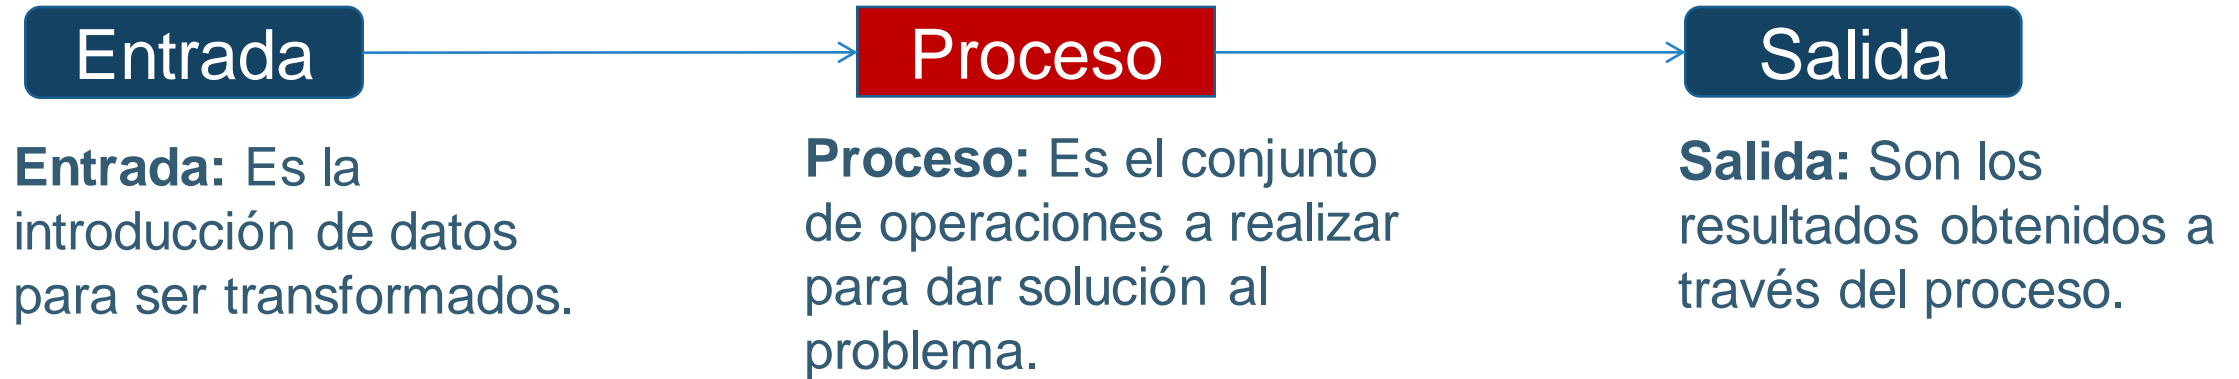 Entrada
Proceso
Salida
Entrada: Es la
introducción de datos
para ser transformados.
Proceso: Es el conjunto
de operaciones a realizar
para dar solución al
problema.
Salida: Son los
resultados obtenidos a
través del proceso.